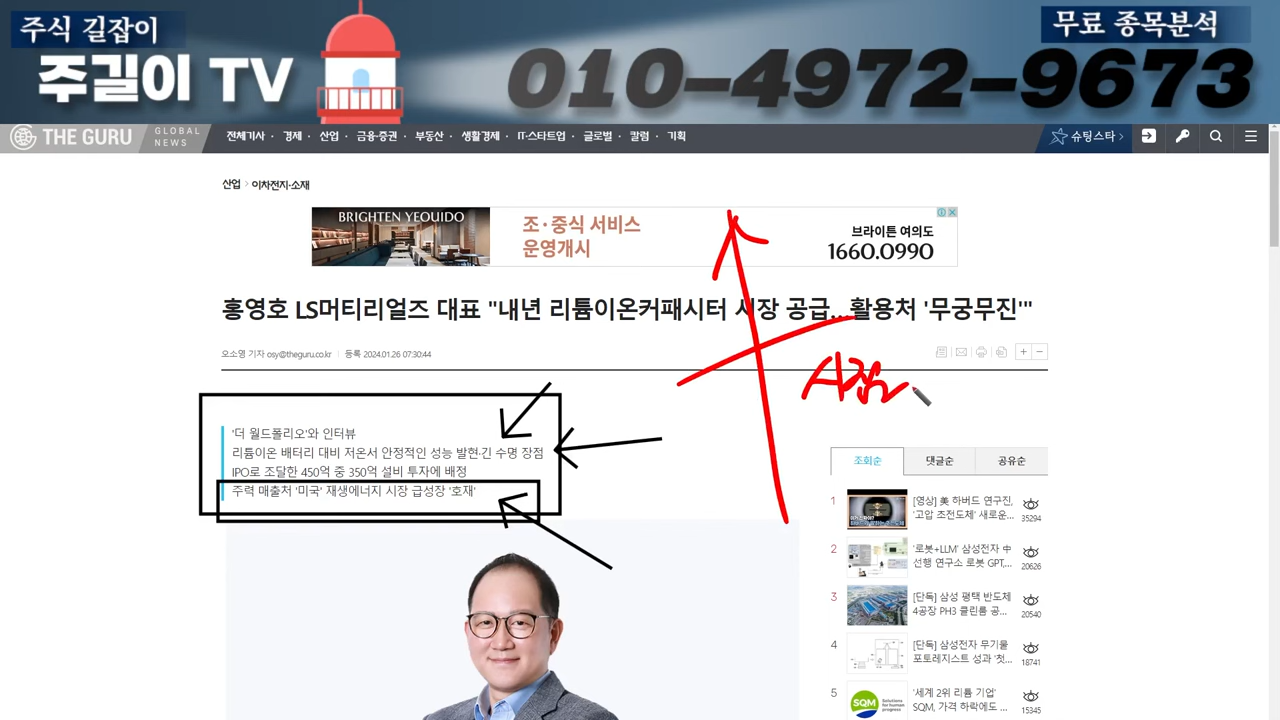 주식 길잡이
주길이 TV
무료 종목분석
010-4972-9673
THE GURU
GLOBAL NEWS
전체기사 · 경제 · 산업 · 금융·증권 · 부동산 · 생활경제 · IT·스타트업 · 글로벌 · 칼럼 · 기획
슈팅스타
산업 > 이차전지·소재
BRIGHTEN YEOUIDO
조·중식 서비스
운영개시
브라이튼 여의도
1660.0990
홍영호 LS머티리얼즈 대표 "내년 리튬이온커패시터 시장 공급…활용처 '무궁무진'"
오소영 기자 osy@theguru.co.kr | 등록 2024.01.26 07:30:44
'더 월드폴리오'와 인터뷰
리튬이온 배터리 대비 저온서 안정적인 성능 발현·긴 수명 장점
IPO로 조달한 450억 중 350억 설비 투자에 배정
주력 매출처 '미국' 재생에너지 시장 급성장 '호재'
조회순
댓글순
공유순
1
[영상] 美 하버드 연구진,
'고압 초전도체' 새로운...
35294
2
'로봇+LLM' 삼성전자 中
선행 연구소 로봇 GPT,...
20626
3
[단독] 삼성 평택 반도체
4공장 PH3 클린룸 공...
20540
4
[단독] 삼성전자 무기물
포토레지스트 성과 '첫...
18741
5
SQM
Solutions for human progress
'세계 2위 리튬 기업'
SQM, 가격 하락에도 ...
15345